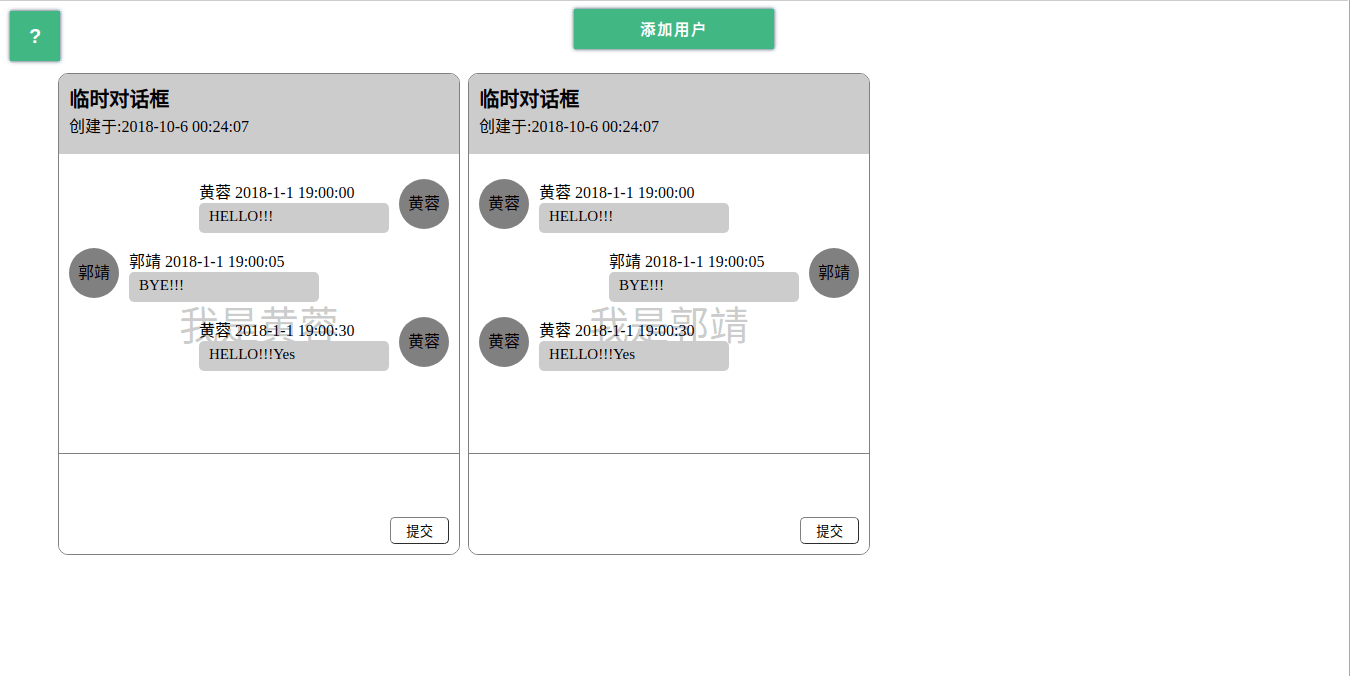 ?
添加用户
临时对话框
创建于:2018-10-6 00:24:07
黄蓉 2018-1-1 19:00:00
HELLO!!!
黄蓉
郭靖
郭靖 2018-1-1 19:00:05
BYE!!!
我是黄蓉
黄蓉 2018-1-1 19:00:30
HELLO!!!Yes
黄蓉
提交
临时对话框
创建于:2018-10-6 00:24:07
黄蓉
黄蓉 2018-1-1 19:00:00
HELLO!!!
郭靖 2018-1-1 19:00:05
BYE!!!
郭靖
我是郭靖
黄蓉
黄蓉 2018-1-1 19:00:30
HELLO!!!Yes
提交